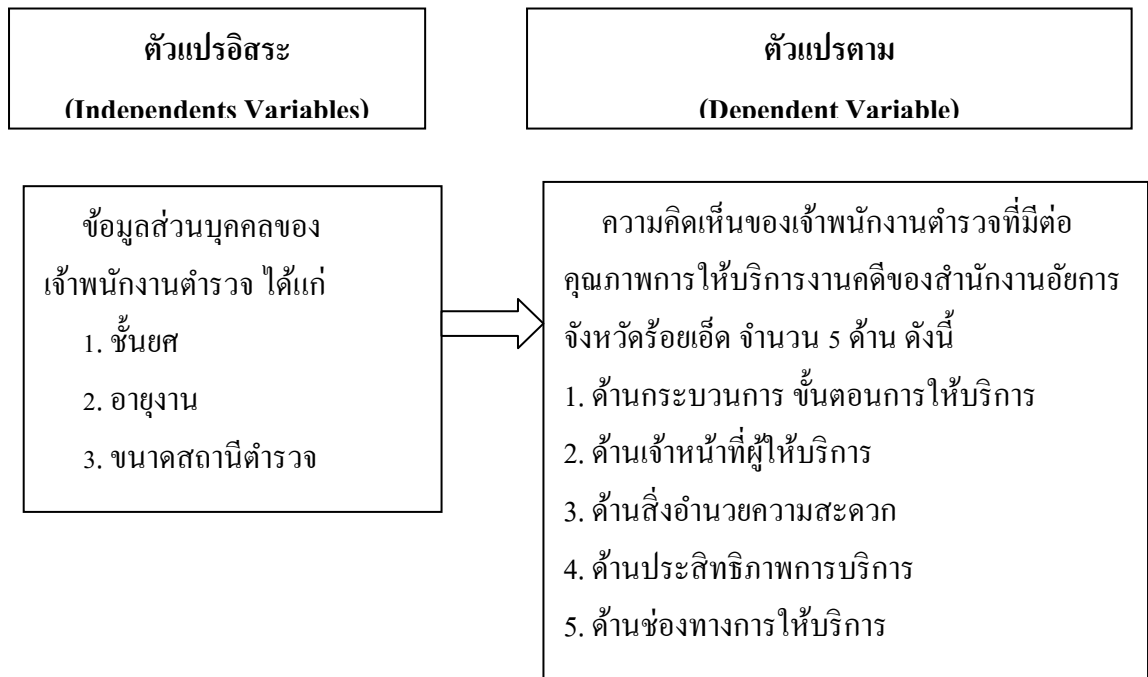 ตัวแปรอิสระ
(Independents Variables)
ตัวแปรตาม
(Dependent Variable)
ข้อมูลส่วนบุคคลของ
เจ้าพนักงานตำรวจ ได้แก่
1. ชั้นยศ
2. อายุงาน
3. ขนาดสถานีตำรวจ
ความคิดเห็นของเจ้าพนักงานตำรวจที่มีต่อ
คุณภาพการให้บริการงานคดีของสำนักงานอัยการ
จังหวัดร้อยเอ็ด จำนวน 5 ด้าน ดังนี้
1. ด้านกระบวนการ ขั้นตอนการให้บริการ
2. ด้านเจ้าหน้าที่ผู้ให้บริการ
3. ด้านสิ่งอำนวยความสะดวก
4. ด้านประสิทธิภาพการบริการ
5. ด้านช่องทางการให้บริการ